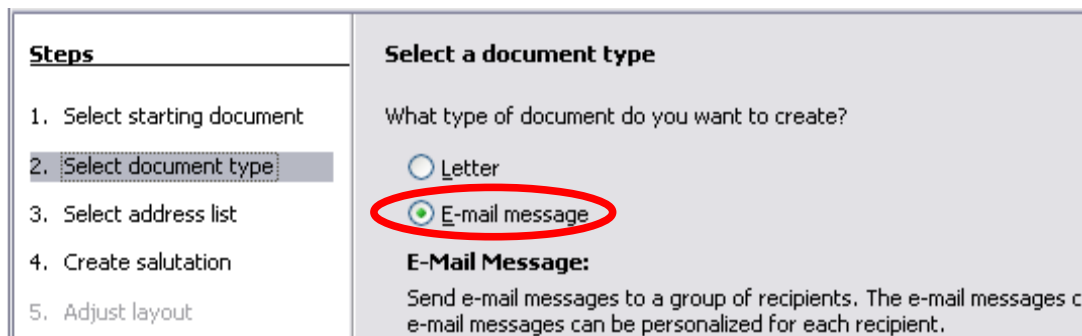 Steps
1. Select starting document
2. Select document type
3. Select address list
4. Create salutation
5. Adjust layout
Select a document type
What type of document do you want to create?
Letter
E-mail message
E-Mail Message:
Send e-mail messages to a group of recipients. The e-mail messages c
e-mail messages can be personalized for each recipient.